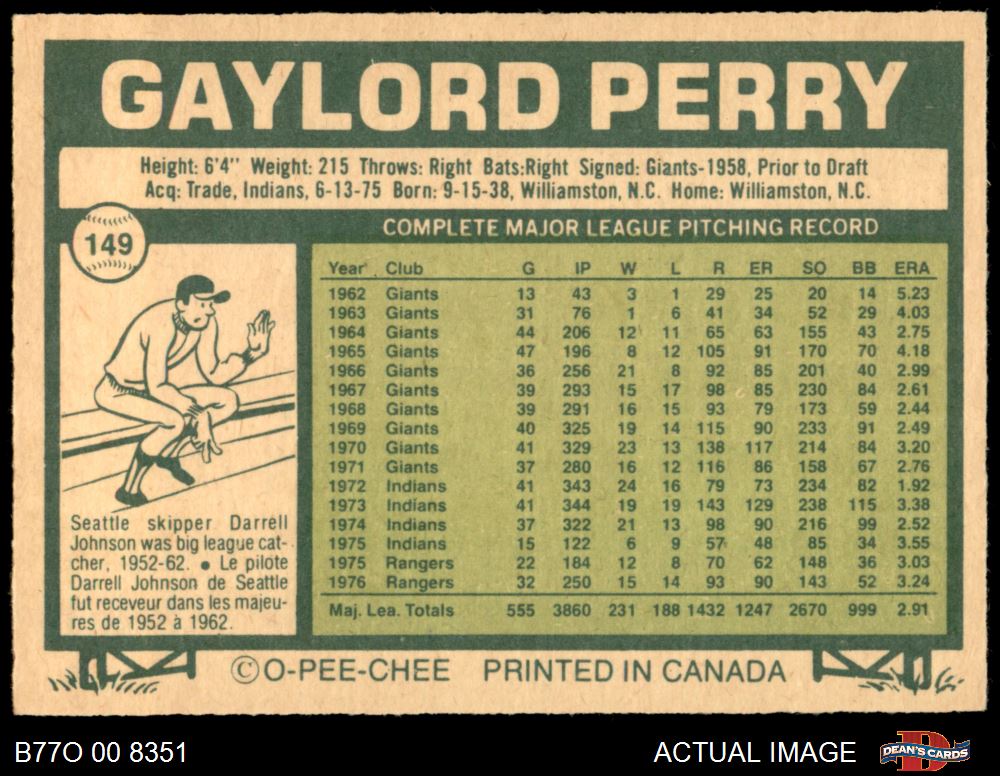 GAYLORD PERRY
Height: 6'4" Weight: 215 Throws: Right Bats:Right Signed: Giants-1958, Prior to Draft
Acq: Trade, Indians, 6-13-75 Born: 9-15-38, Williamston, N.C. Home: Williamston, N.C.
149
COMPLETE MAJOR LEAGUE PITCHING RECORD
Year Club G IP W L R ER SO BB ERA
1962 Giants 13 43 3 1 29 25 20 14 5.23
1963 Giants 31 76 1 6 41 34 52 29 4.03
1964 Giants 44 206 12 11 65 63 155 43 2.75
1965 Giants 47 196 8 12 105 91 170 70 4.18
1966 Giants 36 256 21 8 92 85 201 40 2.99
1967 Giants 39 293 15 17 98 85 230 84 2.61
1968 Giants 39 291 16 15 93 79 173 59 2.44
1969 Giants 40 325 19 14 115 90 233 91 2.49
1970 Giants 41 329 23 13 138 117 214 84 3.20
1971 Giants 37 280 16 12 116 86 158 67 2.76
1972 Indians 41 343 24 16 79 73 234 82 1.92
1973 Indians 41 344 19 19 143 129 238 115 3.38
1974 Indians 37 322 21 13 98 90 216 99 2.52
1975 Indians 15 122 6 9 57 48 85 34 3.55
1975 Rangers 22 184 12 8 70 62 148 36 3.03
1976 Rangers 32 250 15 14 93 90 143 52 3.24
Maj. Lea. Totals 555 3860 231 188 1432 1247 2670 999 2.91
Seattle skipper Darrell
Johnson was big league cat-
cher, 1952-62. • Le pilote
Darrell Johnson de Seattle
fut receveur dans les majeu-
res de 1952 à 1962.
©O-PEE-CHEE PRINTED IN CANADA
B77O 00 8351
ACTUAL IMAGE
DEAN'S CARDS